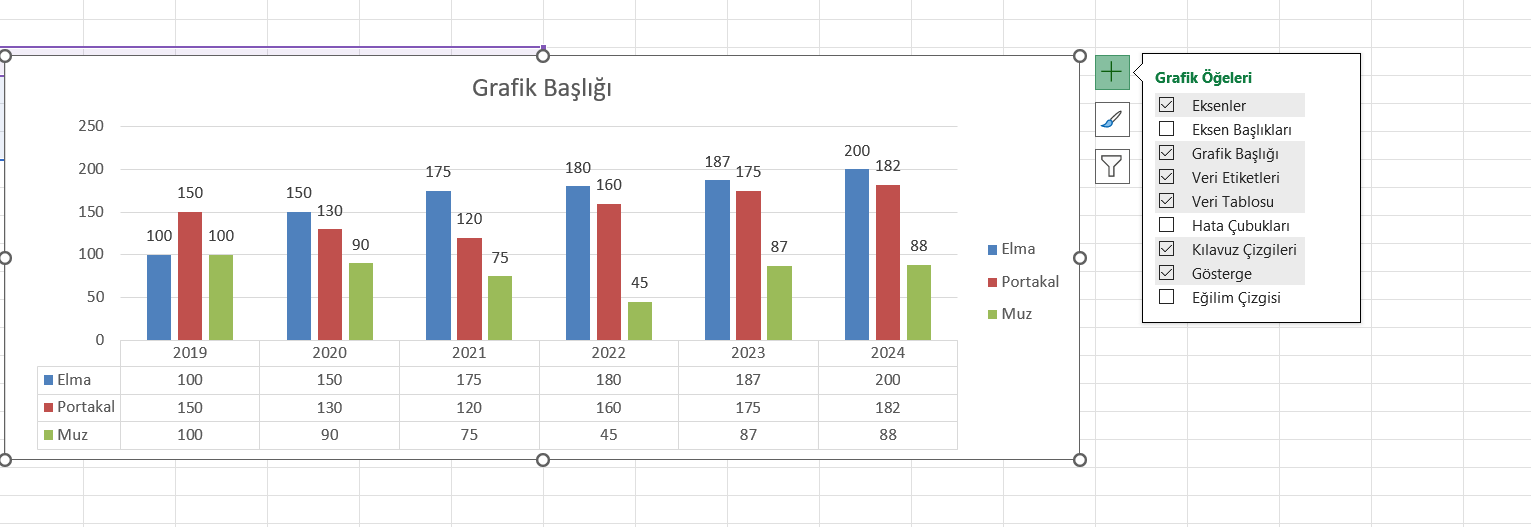 Grafik Başlığı
250
200
150
100
50
0
100 150 100
150 130 90
175 120 75
180 160 45
187 175 87
200 182 88
2019 2020 2021 2022 2023 2024
Elma 100 150 175 180 187 200
Portakal 150 130 120 160 175 182
Muz 100 90 75 45 87 88
Elma
Portakal
Muz
Grafik Öğeleri
Eksenler
Eksen Başlıkları
Grafik Başlığı
Veri Etiketleri
Veri Tablosu
Hata Çubukları
Kılavuz Çizgileri
Gösterge
Eğilim Çizgisi